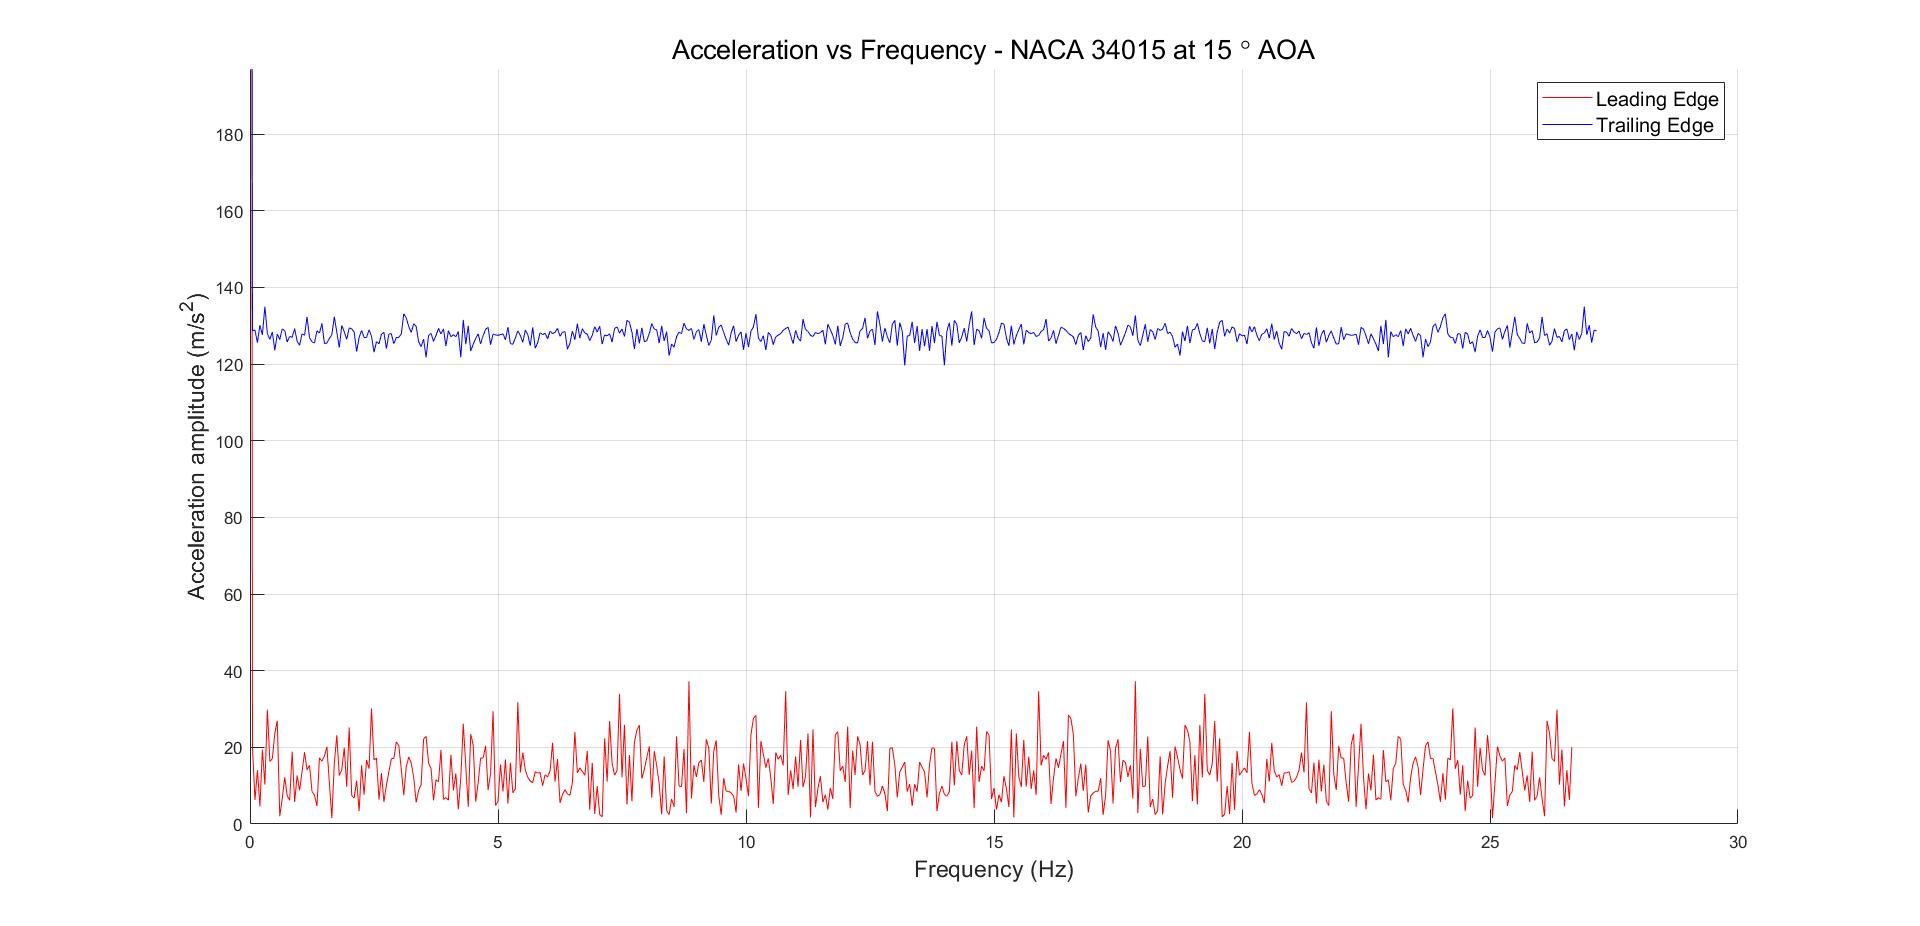 Acceleration vs Frequency - NACA 34015 at 15 ° AOA
Leading Edge
Trailing Edge
Acceleration amplitude (m/s²)
180
160
140
120
100
80
60
40
20
0
0 5 10 15 20 25 30
Frequency (Hz)